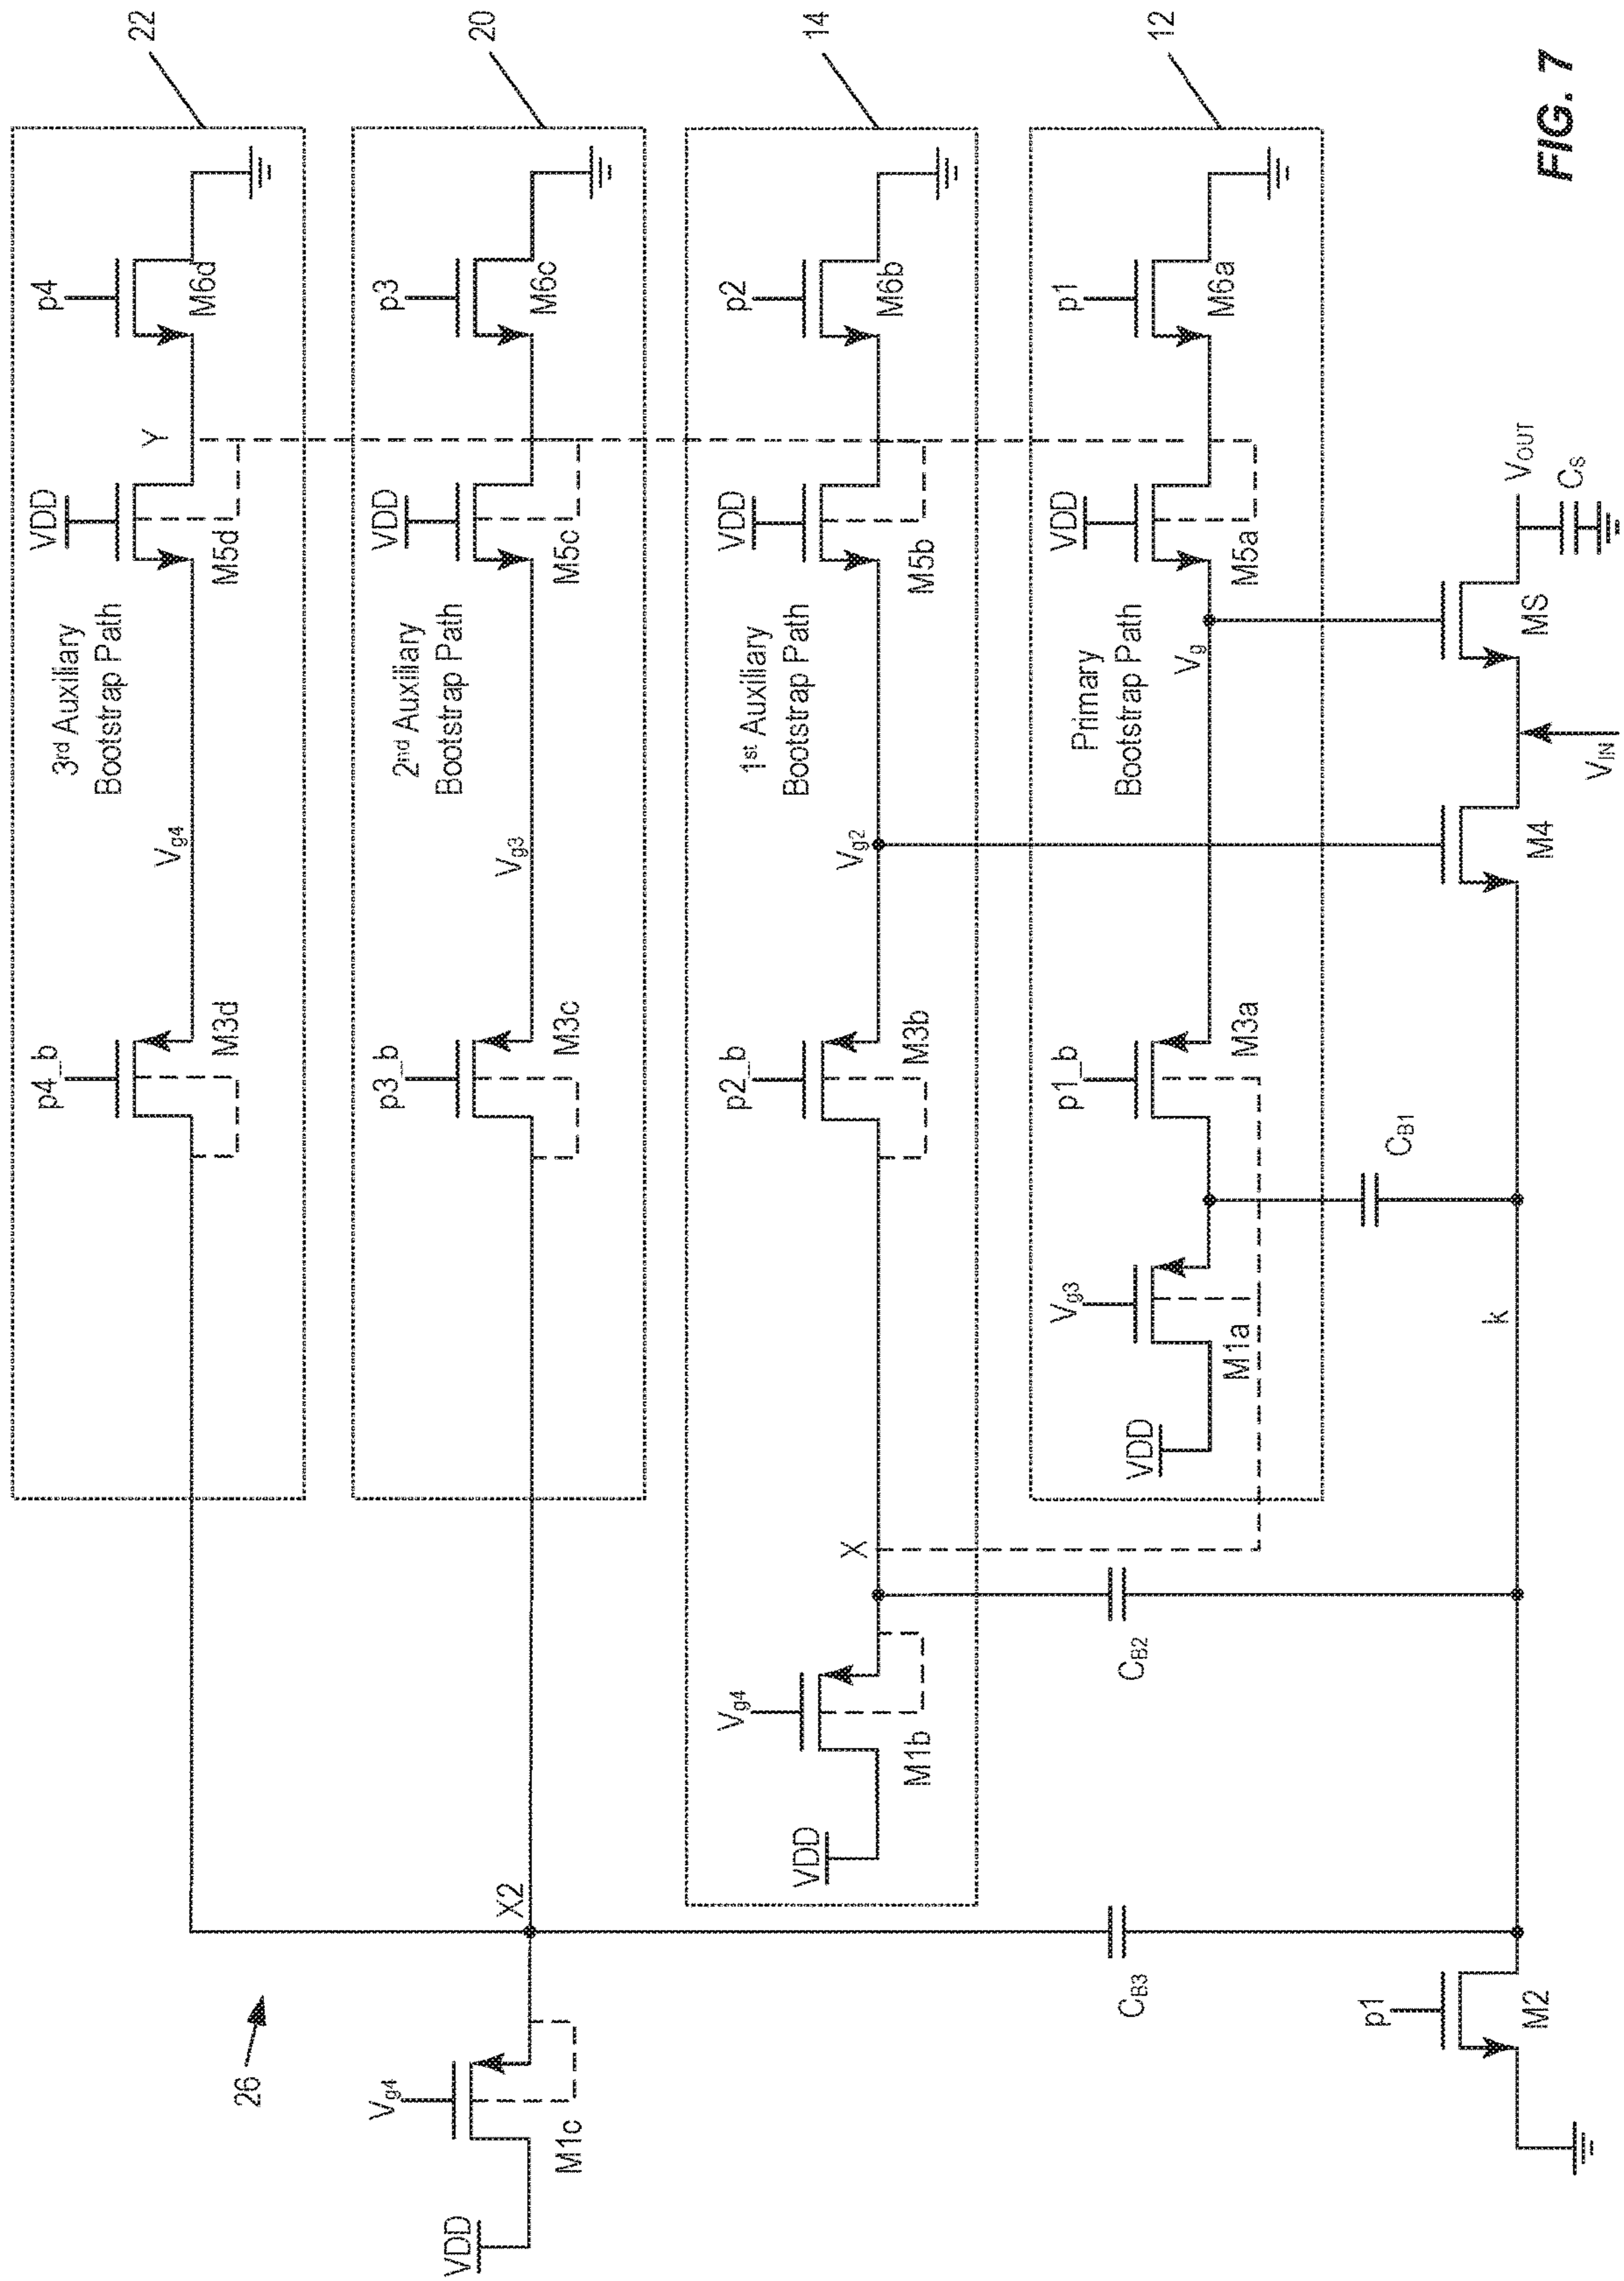 22
p4
VDD
Y
M6d
M5d
3rd Auxiliary
Bootstrap Path
Vg4
p4_b
M3d
20
p3
VDD
M6c
M5c
2nd Auxiliary
Bootstrap Path
Vg3
p3_b
M3c
X2
26
Vg4
M1c
VDD
14
p2
VDD
M6b
M5b
1st Auxiliary
Bootstrap Path
Vg2
p2_b
M3b
X
Vg4
M1b
VDD
12
p1
VDD
M6a
M5a
Primary
Bootstrap Path
Vg
p1_b
M3a
Vg3
M1a
VDD
CB1
CB2
CB3
k
p1
M2
M4
MS
VIN
VOUT
CS
FIG. 7